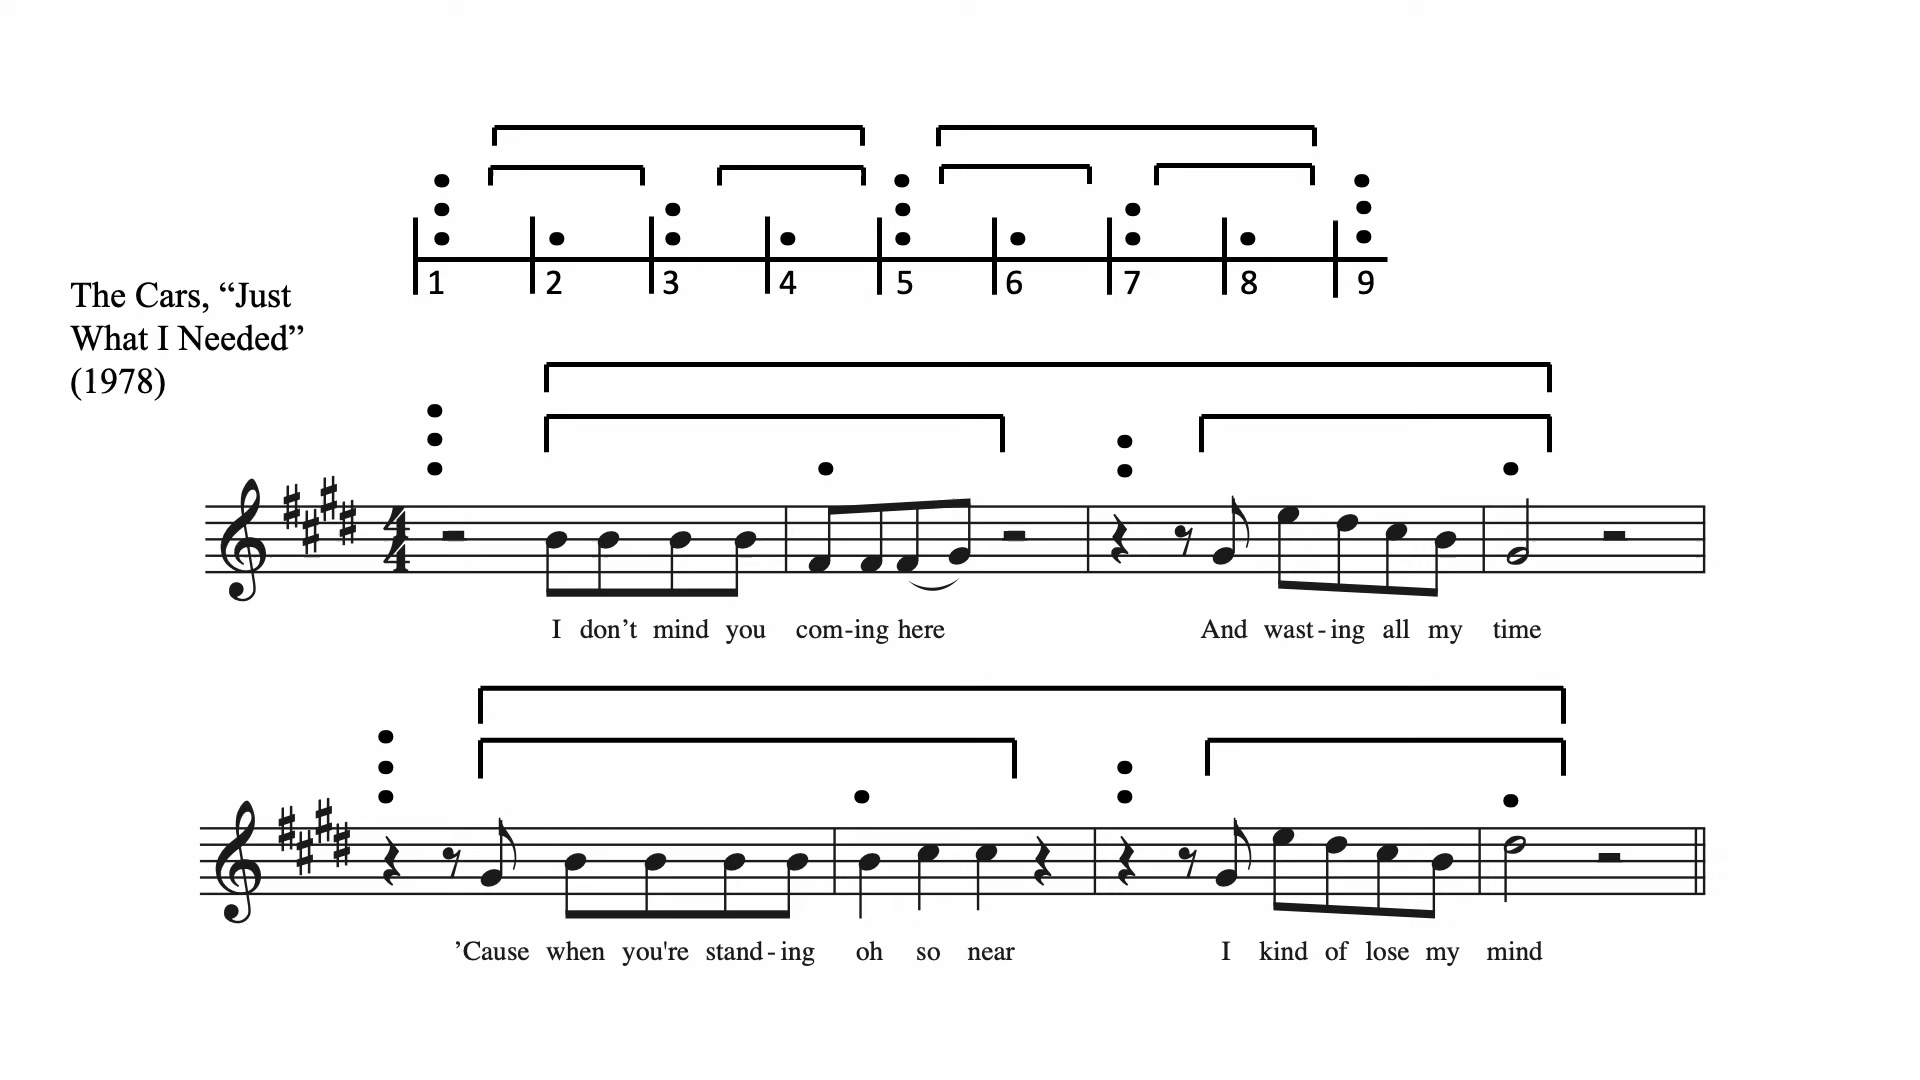 1 2 3 4 5 6 7 8 9
The Cars, “Just
What I Needed”
(1978)
4
4
I don’t mind you com-ing here And wast-ing all my time
’Cause when you're stand-ing oh so near I kind of lose my mind